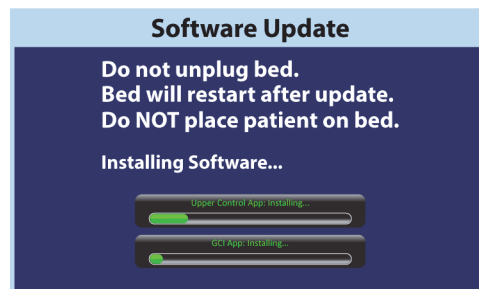 Software Update
Do not unplug bed.
Bed will restart after update.
Do NOT place patient on bed.
Installing Software...
Upper Control App: Installing...
GCI App: Installing...